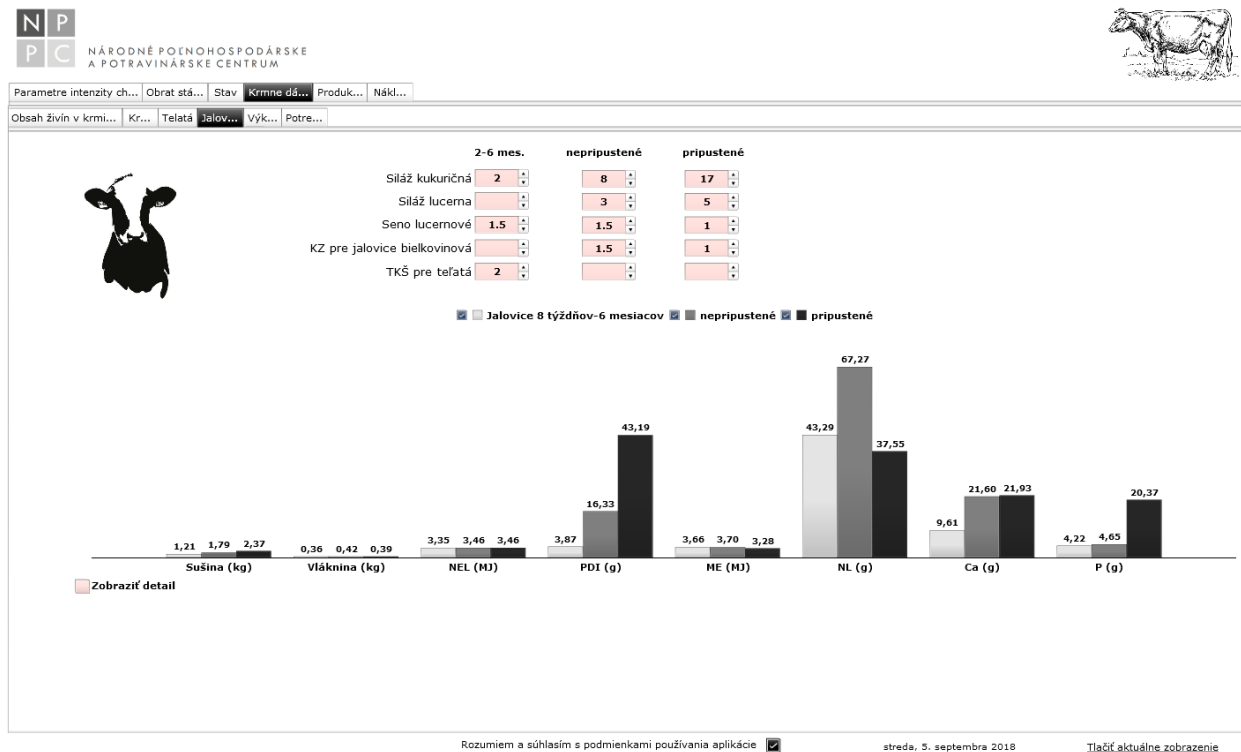 N P
P C
NÁRODNÉ POĽNOHOSPODÁRSKE
A POTRAVINÁRSKE CENTRUM
Parametre intenzity ch... Obrat stá... Stav Krmne dá... Produk... Nákl...
Obsah živín v krmi... Kr... Telatá Jalov... Výk... Potre...
2-6 mes. nepripustené pripustené
Siláž kukuričná 2 8 17
Siláž lucerna 3 5
Seno lucernové 1.5 1.5 1
KZ pre jalovice bielkovinová 1.5 1
TKŠ pre teľatá 2
Jalovice 8 týždňov-6 mesiacov nepripustené pripustené
1,21 1,79 2,37 0,36 0,42 0,39 3,35 3,46 3,46 3,87 16,33 43,19 3,66 3,70 3,28 43,29 67,27 37,55 9,61 21,60 21,93 4,22 4,65 20,37
Sušina (kg) Vláknina (kg) NEL (MJ) PDI (g) ME (MJ) NL (g) Ca (g) P (g)
Zobraziť detail
Rozumiem a súhlasím s podmienkami používania aplikácie streda, 5. septembra 2018 Tlačiť aktuálne zobrazenie